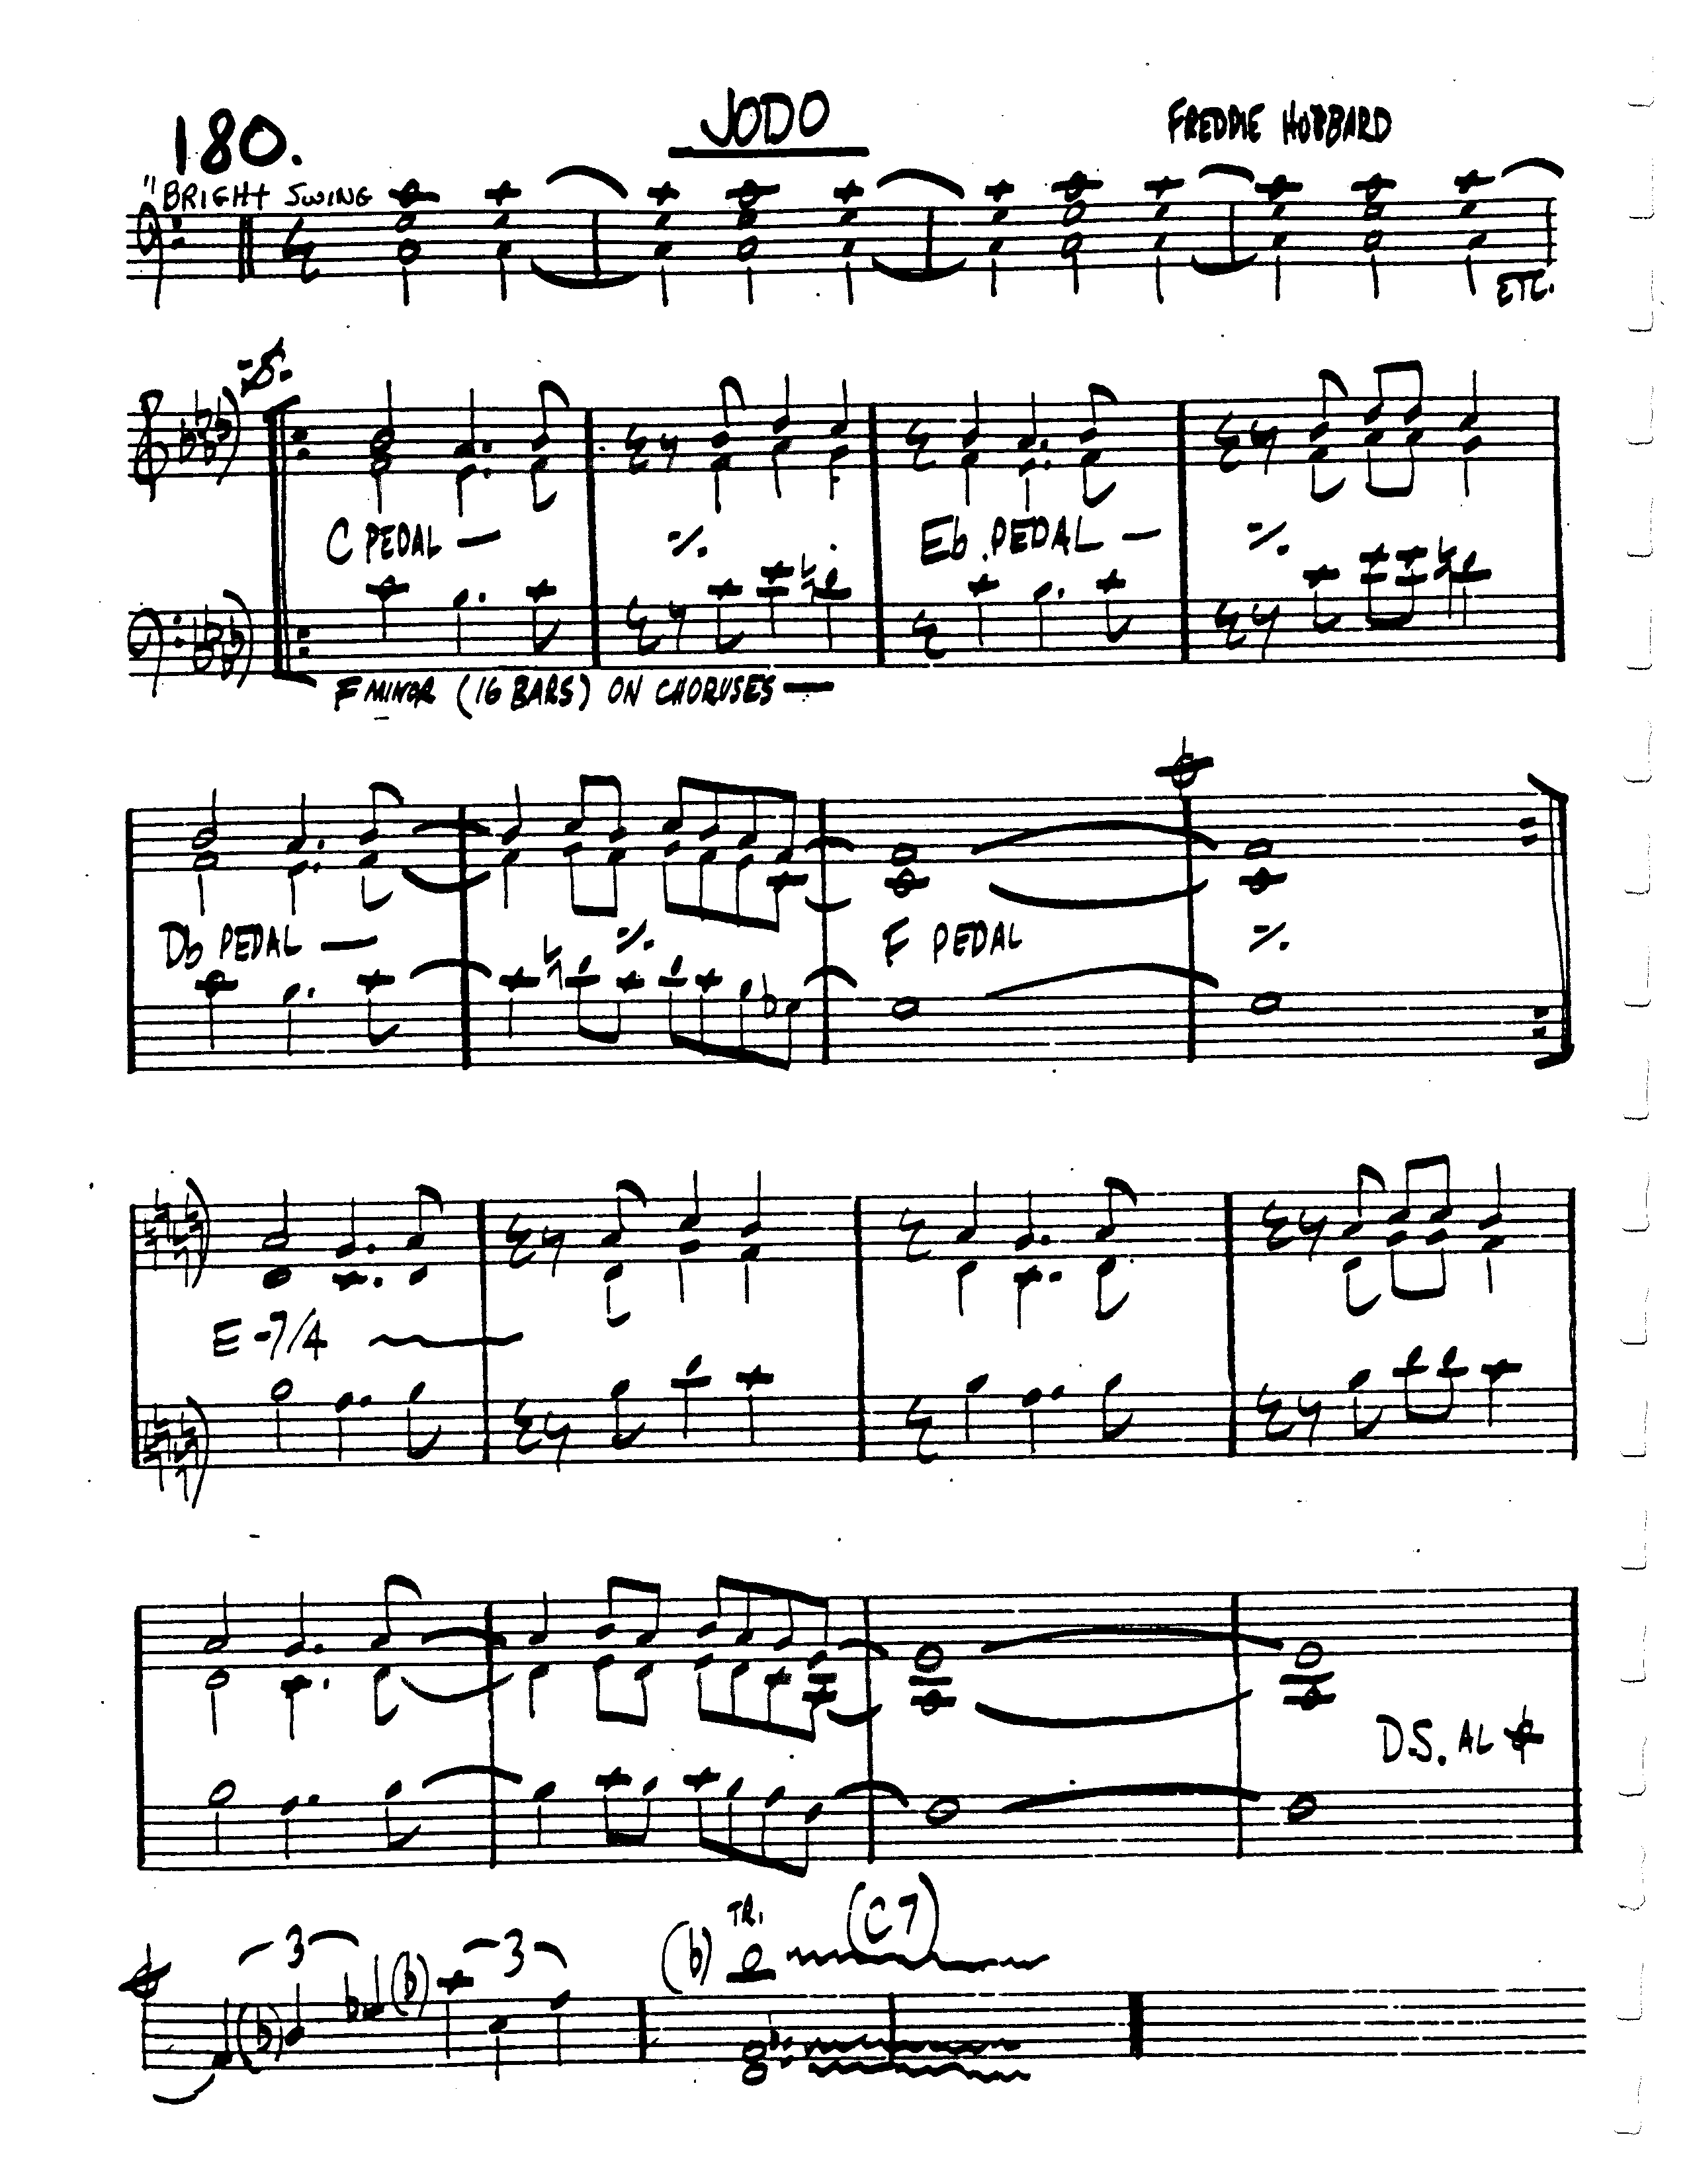 180.
JODO
FREDDIE HUBBARD
"BRIGHT SWING
ETC.
C PEDAL — Eb PEDAL —
F MINOR (16 BARS) ON CHORUSES —
Db PEDAL — F PEDAL
E-7/A
D.S. AL
3 3 TR. (C7)